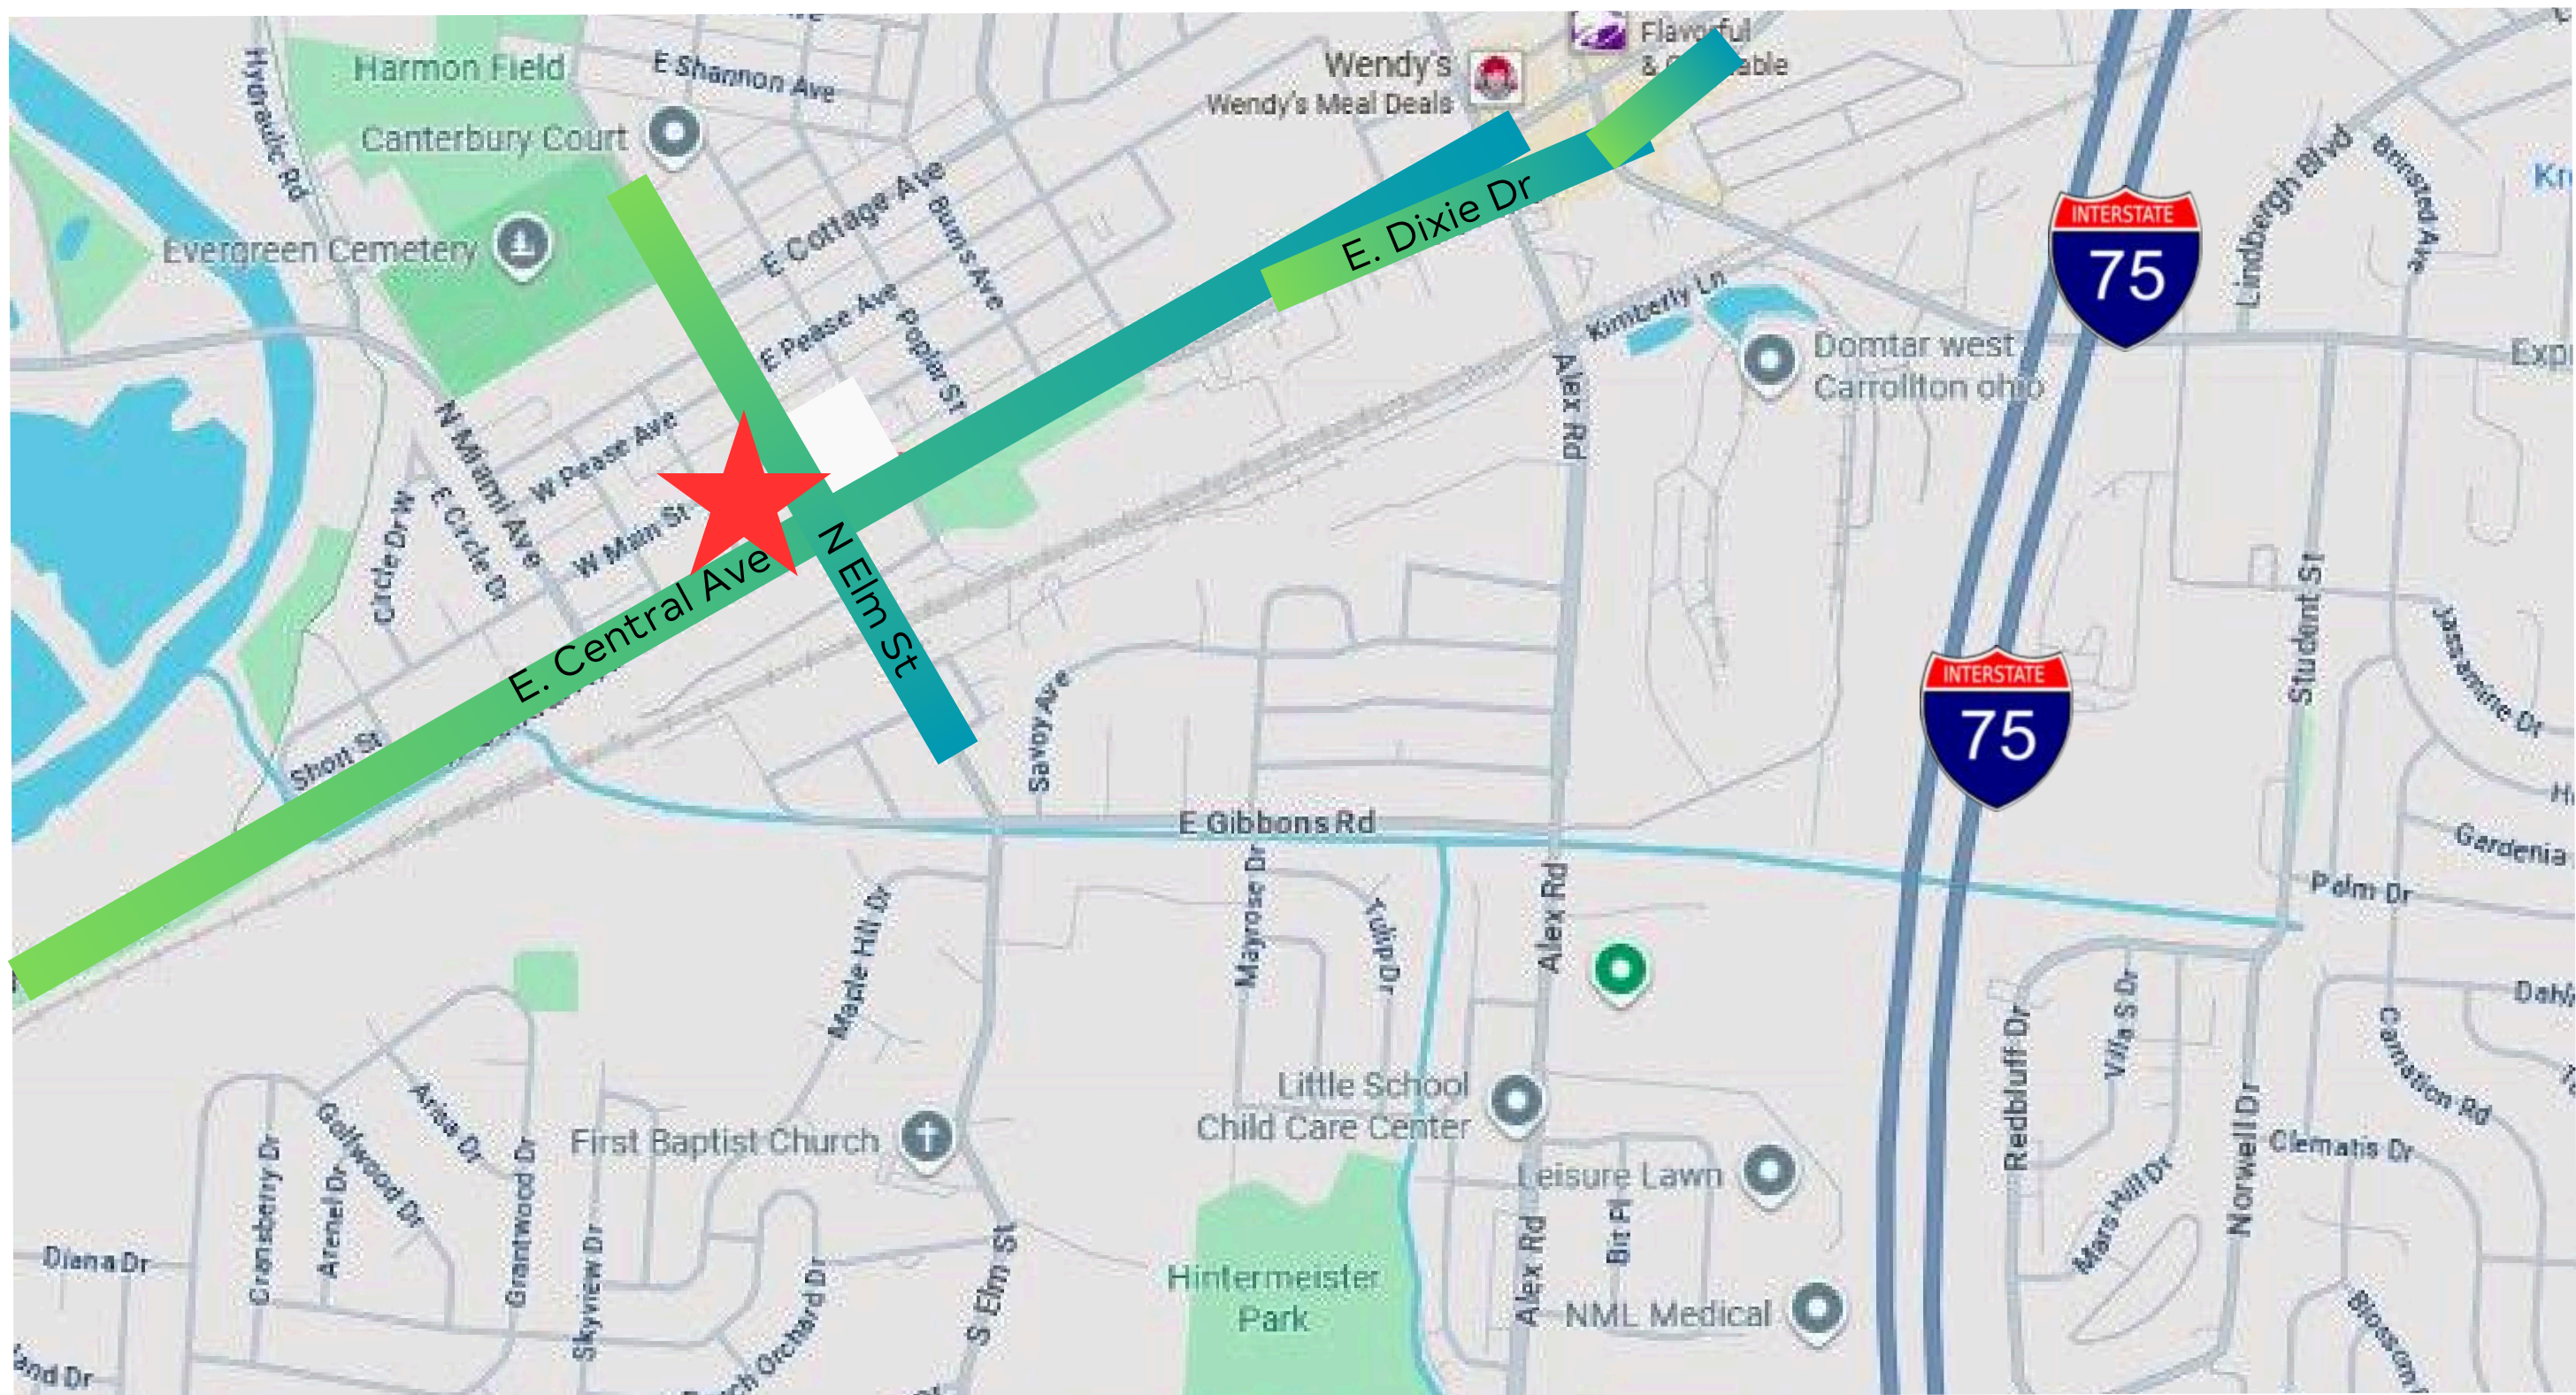 Harmon Field
E Shannon Ave
Wendy's
Wendy's Meal Deals
Flavorful
Canterbury Court
Hydraulic Rd
Evergreen Cemetery
E Cottage Ave
Burns Ave
E. Dixie Dr
Lindbergh Blvd
INTERSTATE
75
E Pease Ave
Poplar St
Kimberly Ln
Domtar west
Carrollton ohio
Alex Rd
N Miami Ave
W Pease Ave
W Main St
E Circle Dr
Circle Dr W
E. Central Ave
N Elm St
Student St
Jassamine Dr
INTERSTATE
75
Short St
Savoy Ave
E Gibbons Rd
Gardenia
Palm Dr
Mayrose Dr
Tulip Dr
Alex Rd
Maple Hill Dr
Redbluff Dr
Villa S Dr
Carnation Rd
Little School
Child Care Center
First Baptist Church
Leisure Lawn
Arisa Dr
Golfwood Dr
Grantwood Dr
Cransberry Dr
Arenel Dr
Skyview Dr
Diana Dr
Clematis Dr
Norwell Dr
Mars Hill Dr
Bit Pl
Alex Rd
S Elm St
Orchard Dr
Hintermeister
Park
NML Medical
Blossom